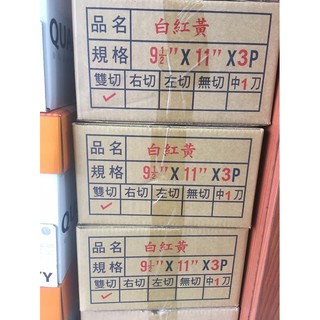 品名 白紅黃
規格 9½" X 11" X3P
雙切 右切 左切 無切 中1刀
✓
品名 白紅黃
規格 9½" X 11" X3P
雙切 右切 左切 無切 中1刀
✓
品名 白紅黃
規格 9½" X 11" X3P
雙切 右切 左切 無切 中1刀
✓